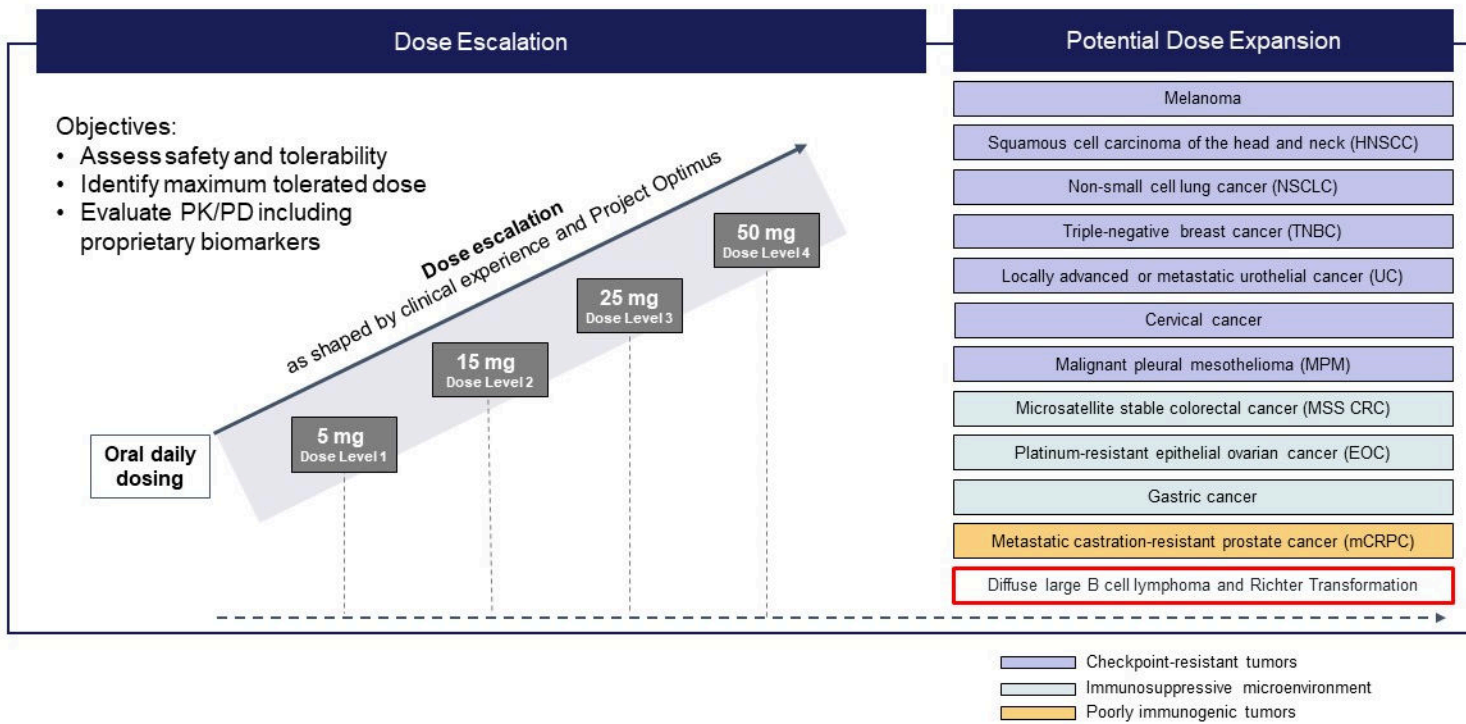 Dose Escalation
Potential Dose Expansion
Objectives:
• Assess safety and tolerability
• Identify maximum tolerated dose
• Evaluate PK/PD including
proprietary biomarkers
Dose escalation
as shaped by clinical experience and Project Optimus
Oral daily
dosing
5 mg
Dose Level 1
15 mg
Dose Level 2
25 mg
Dose Level 3
50 mg
Dose Level 4
Melanoma
Squamous cell carcinoma of the head and neck (HNSCC)
Non-small cell lung cancer (NSCLC)
Triple-negative breast cancer (TNBC)
Locally advanced or metastatic urothelial cancer (UC)
Cervical cancer
Malignant pleural mesothelioma (MPM)
Microsatellite stable colorectal cancer (MSS CRC)
Platinum-resistant epithelial ovarian cancer (EOC)
Gastric cancer
Metastatic castration-resistant prostate cancer (mCRPC)
Diffuse large B cell lymphoma and Richter Transformation
Checkpoint-resistant tumors
Immunosuppressive microenvironment
Poorly immunogenic tumors